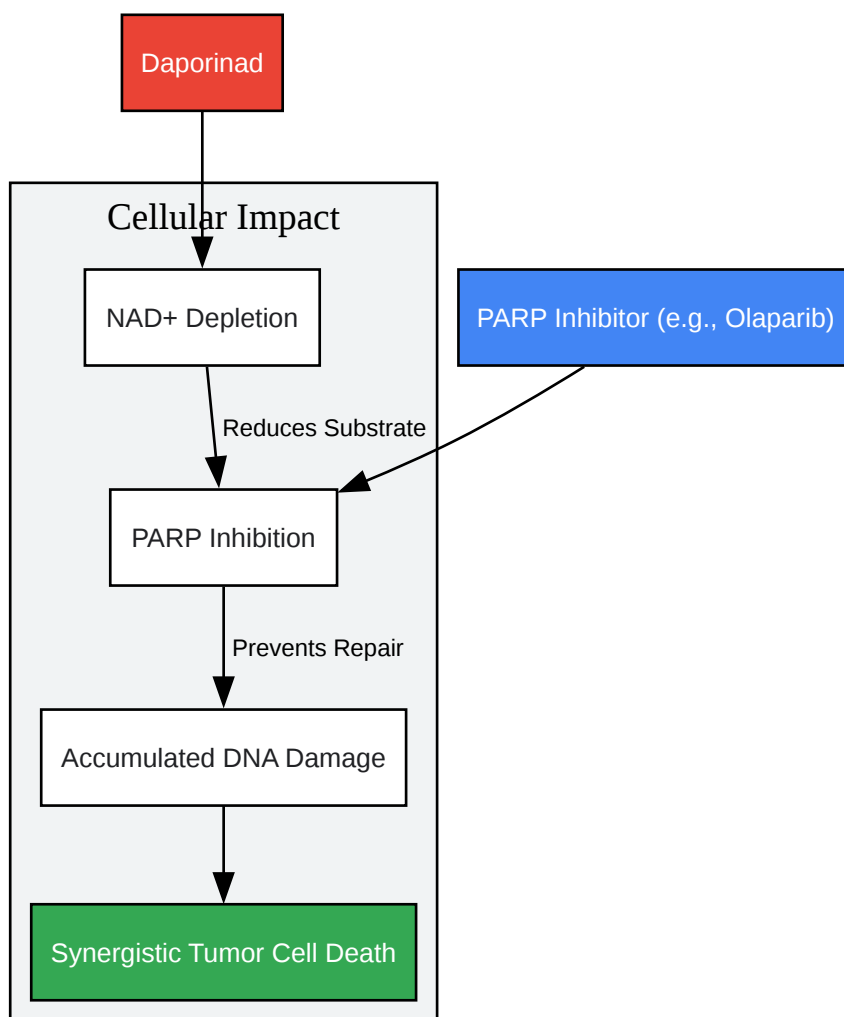 Daporinad
Cellular Impact
NAD+ Depletion
PARP Inhibitor (e.g., Olaparib)
Reduces Substrate
PARP Inhibition
Prevents Repair
Accumulated DNA Damage
Synergistic Tumor Cell Death